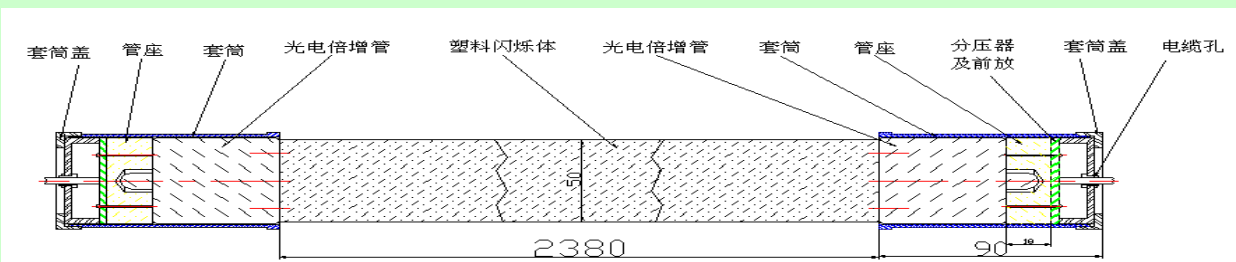 套筒盖
管座
套筒
光电倍增管
塑料闪烁体
光电倍增管
套筒
管座
分压器
及前放
套筒盖
电缆孔
50
2380
90